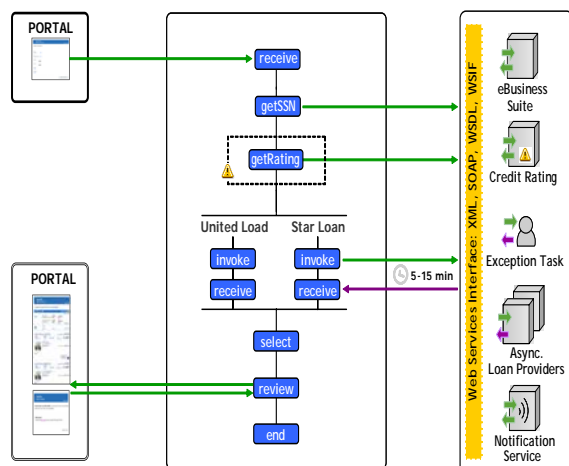 PORTAL
receive
getSSN
getRating
United Load
Star Loan
invoke
invoke
receive
receive
5-15 min
select
PORTAL
review
end
Web Services Interface: XML, SOAP, WSDL, WSIF
eBusiness
Suite
Credit Rating
Exception Task
Async.
Loan Providers
Notification
Service